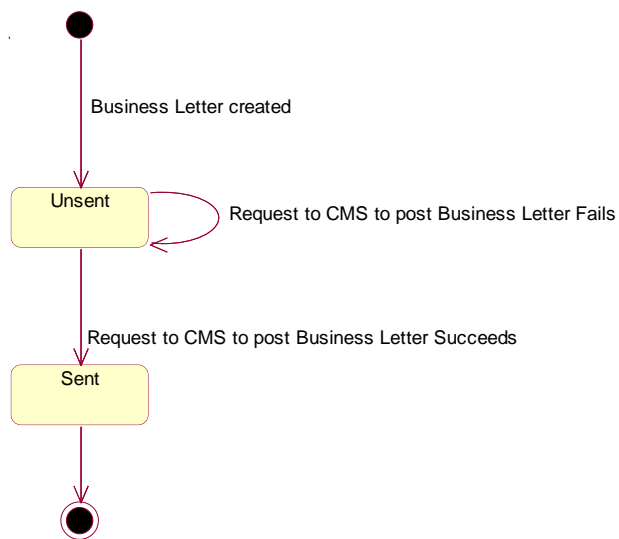 Business Letter created
Unsent
Request to CMS to post Business Letter Fails
Request to CMS to post Business Letter Succeeds
Sent